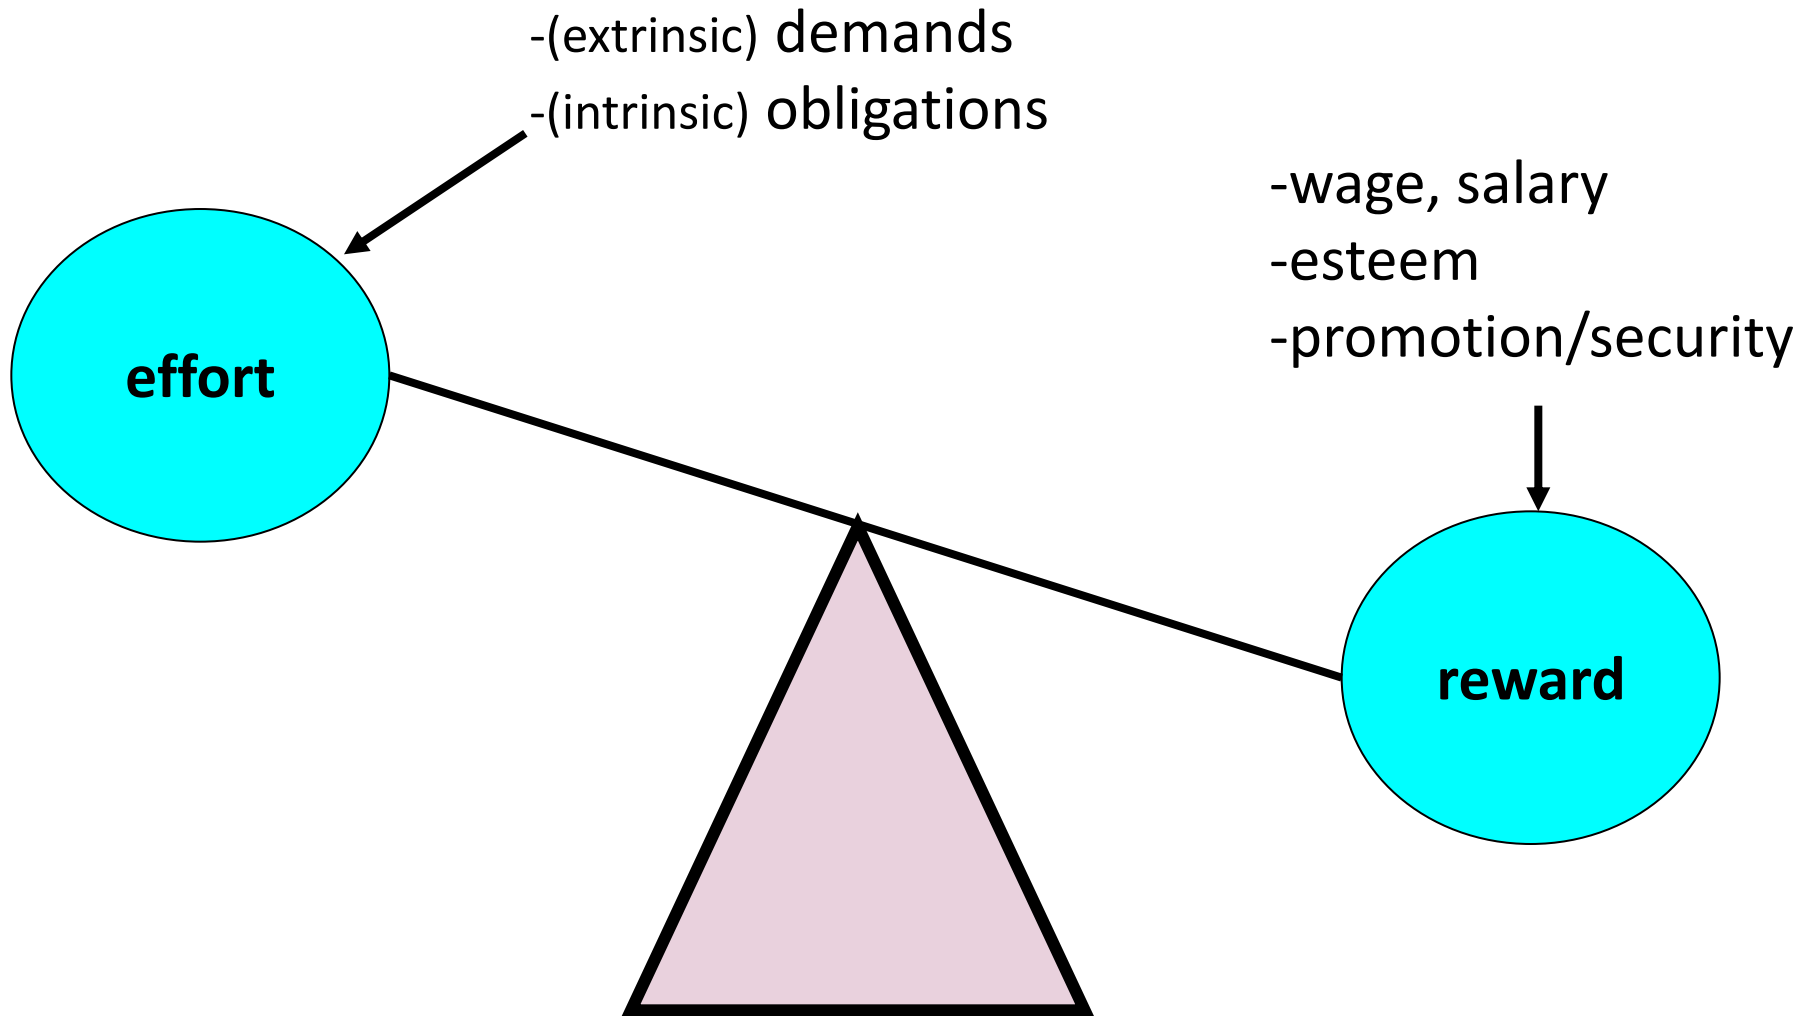 -(extrinsic) demands
-(intrinsic) obligations
-wage, salary
-esteem
-promotion/security
effort
reward